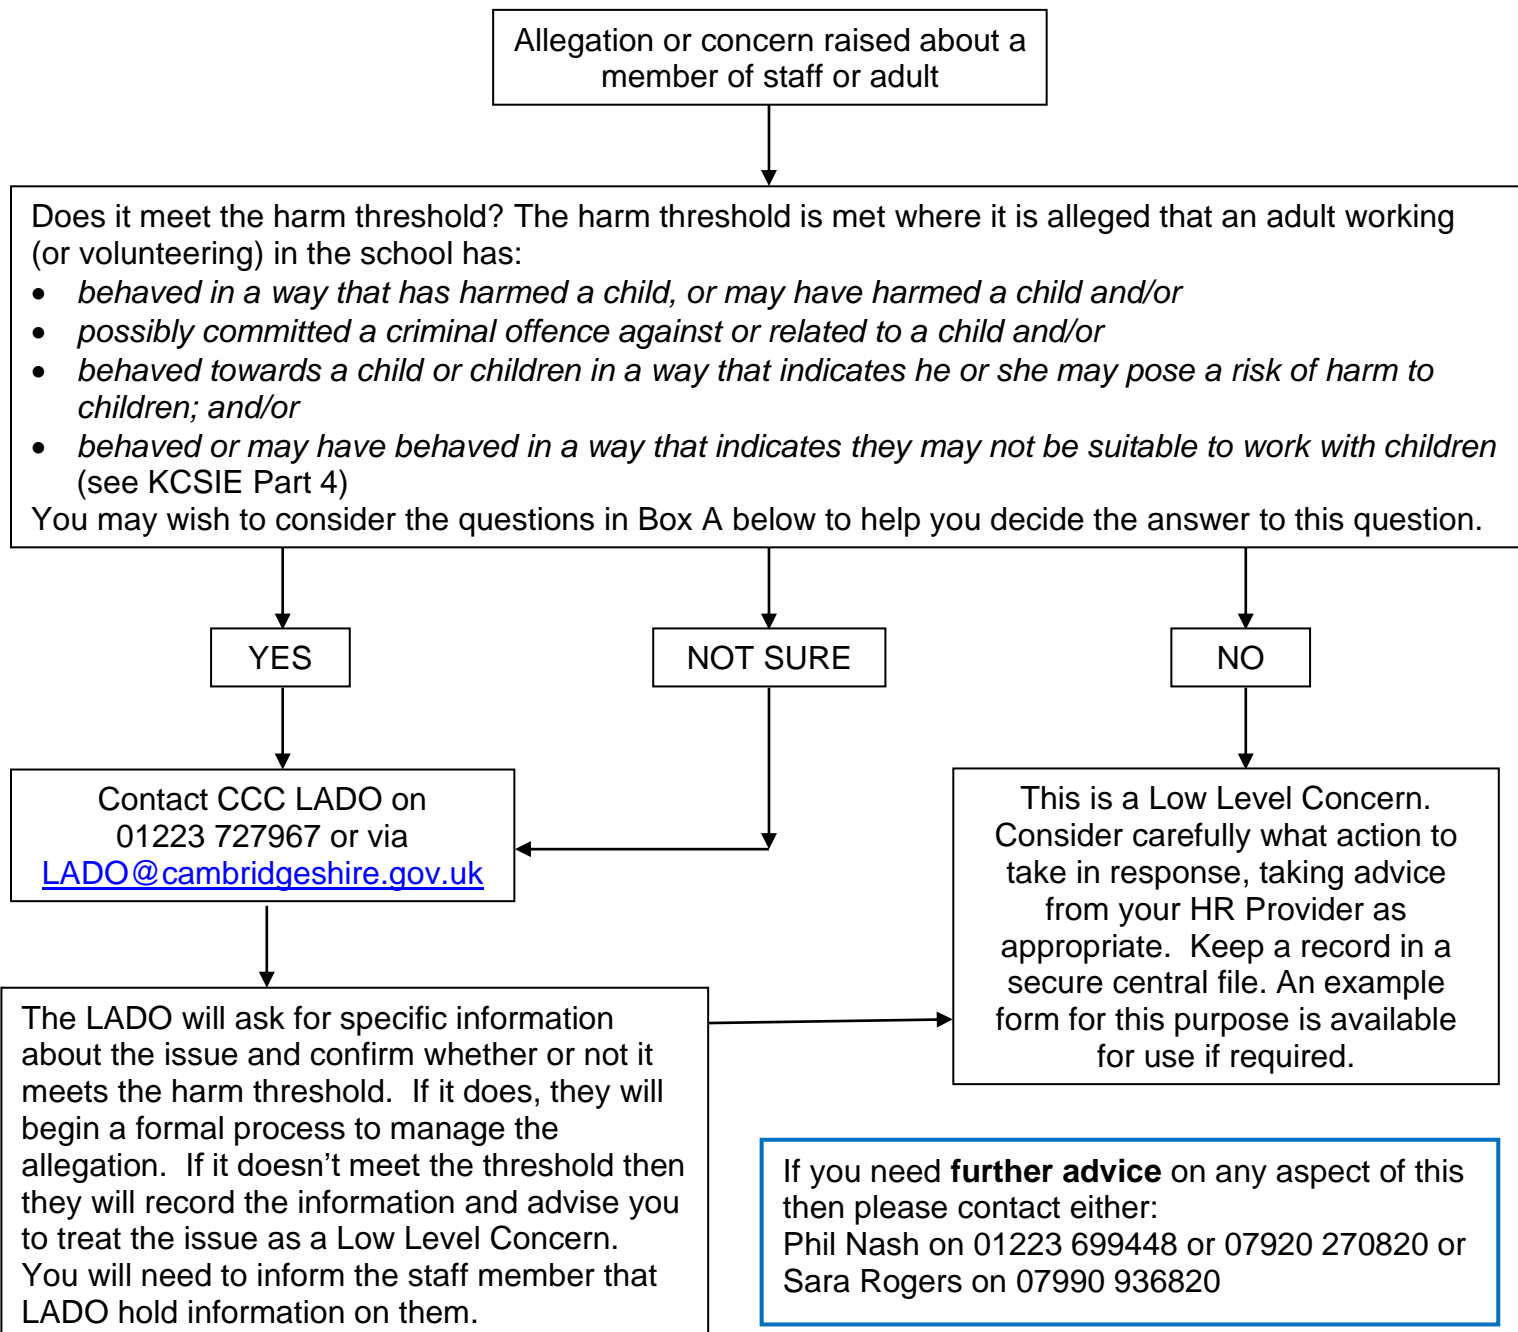 Allegation or concern raised about a
member of staff or adult
Does it meet the harm threshold? The harm threshold is met where it is alleged that an adult working
(or volunteering) in the school has:
• behaved in a way that has harmed a child, or may have harmed a child and/or
• possibly committed a criminal offence against or related to a child and/or
• behaved towards a child or children in a way that indicates he or she may pose a risk of harm to
children; and/or
• behaved or may have behaved in a way that indicates they may not be suitable to work with children
(see KCSIE Part 4)
You may wish to consider the questions in Box A below to help you decide the answer to this question.
YES
NOT SURE
NO
Contact CCC LADO on
01223 727967 or via
LADO@cambridgeshire.gov.uk
This is a Low Level Concern.
Consider carefully what action to
take in response, taking advice
from your HR Provider as
appropriate.  Keep a record in a
secure central file. An example
form for this purpose is available
for use if required.
The LADO will ask for specific information
about the issue and confirm whether or not it
meets the harm threshold.  If it does, they will
begin a formal process to manage the
allegation.  If it doesn’t meet the threshold then
they will record the information and advise you
to treat the issue as a Low Level Concern.
You will need to inform the staff member that
LADO hold information on them.
If you need further advice on any aspect of this
then please contact either:
Phil Nash on 01223 699448 or 07920 270820 or
Sara Rogers on 07990 936820